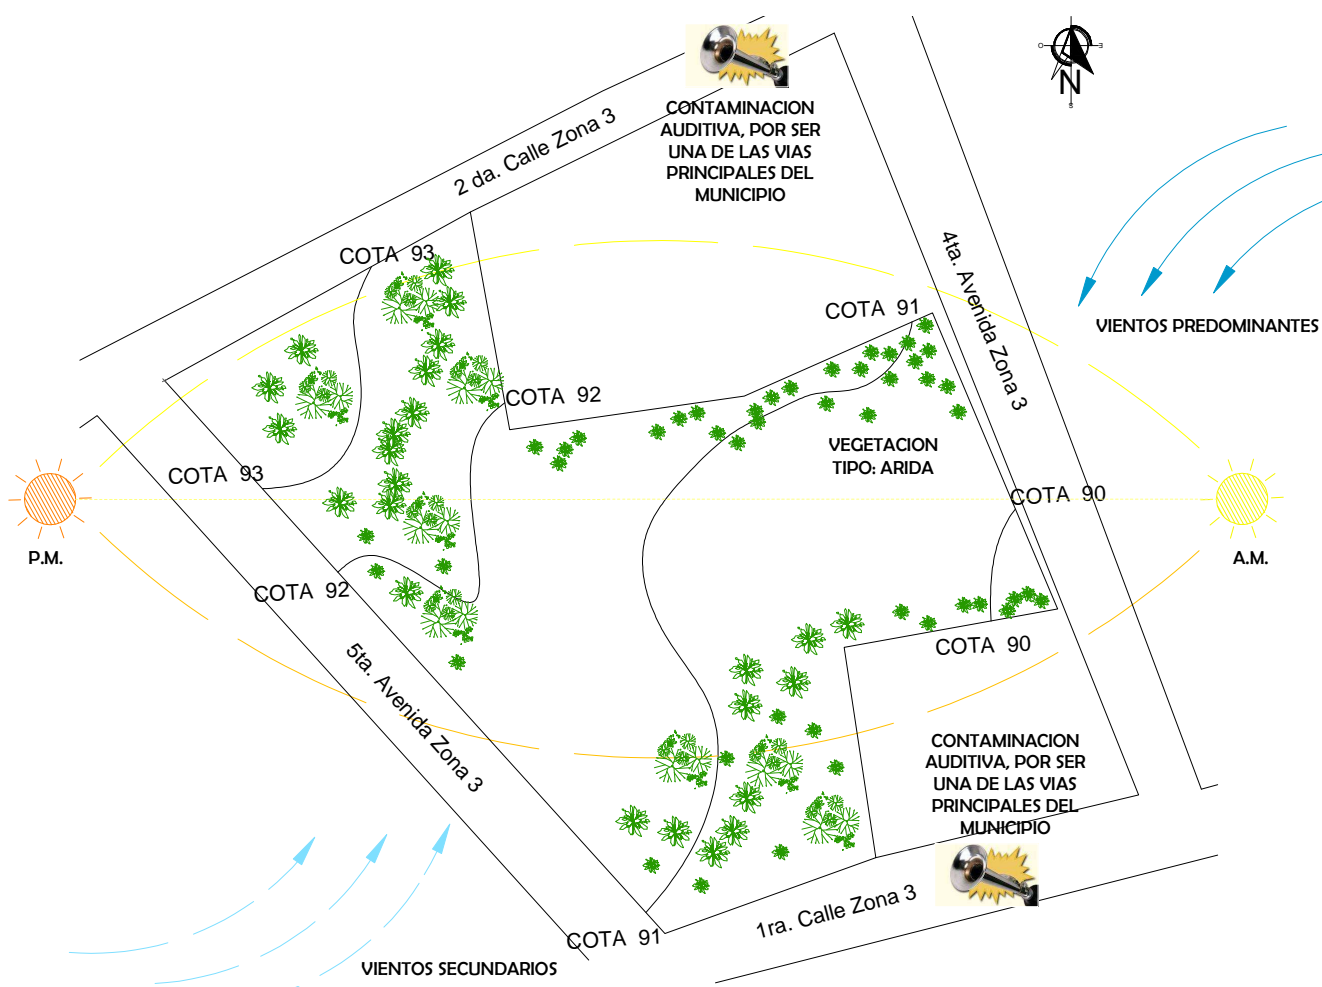 O
E
N
S
CONTAMINACION
AUDITIVA, POR SER
UNA DE LAS VIAS
PRINCIPALES DEL
MUNICIPIO
2 da. Calle Zona 3
COTA 93
4ta. Avenida Zona 3
COTA 91
VIENTOS PREDOMINANTES
COTA 92
VEGETACION
TIPO: ARIDA
COTA 93
COTA 90
P.M.
A.M.
COTA 92
COTA 90
5ta. Avenida Zona 3
CONTAMINACION
AUDITIVA, POR SER
UNA DE LAS VIAS
PRINCIPALES DEL
MUNICIPIO
1ra. Calle Zona 3
COTA 91
VIENTOS SECUNDARIOS